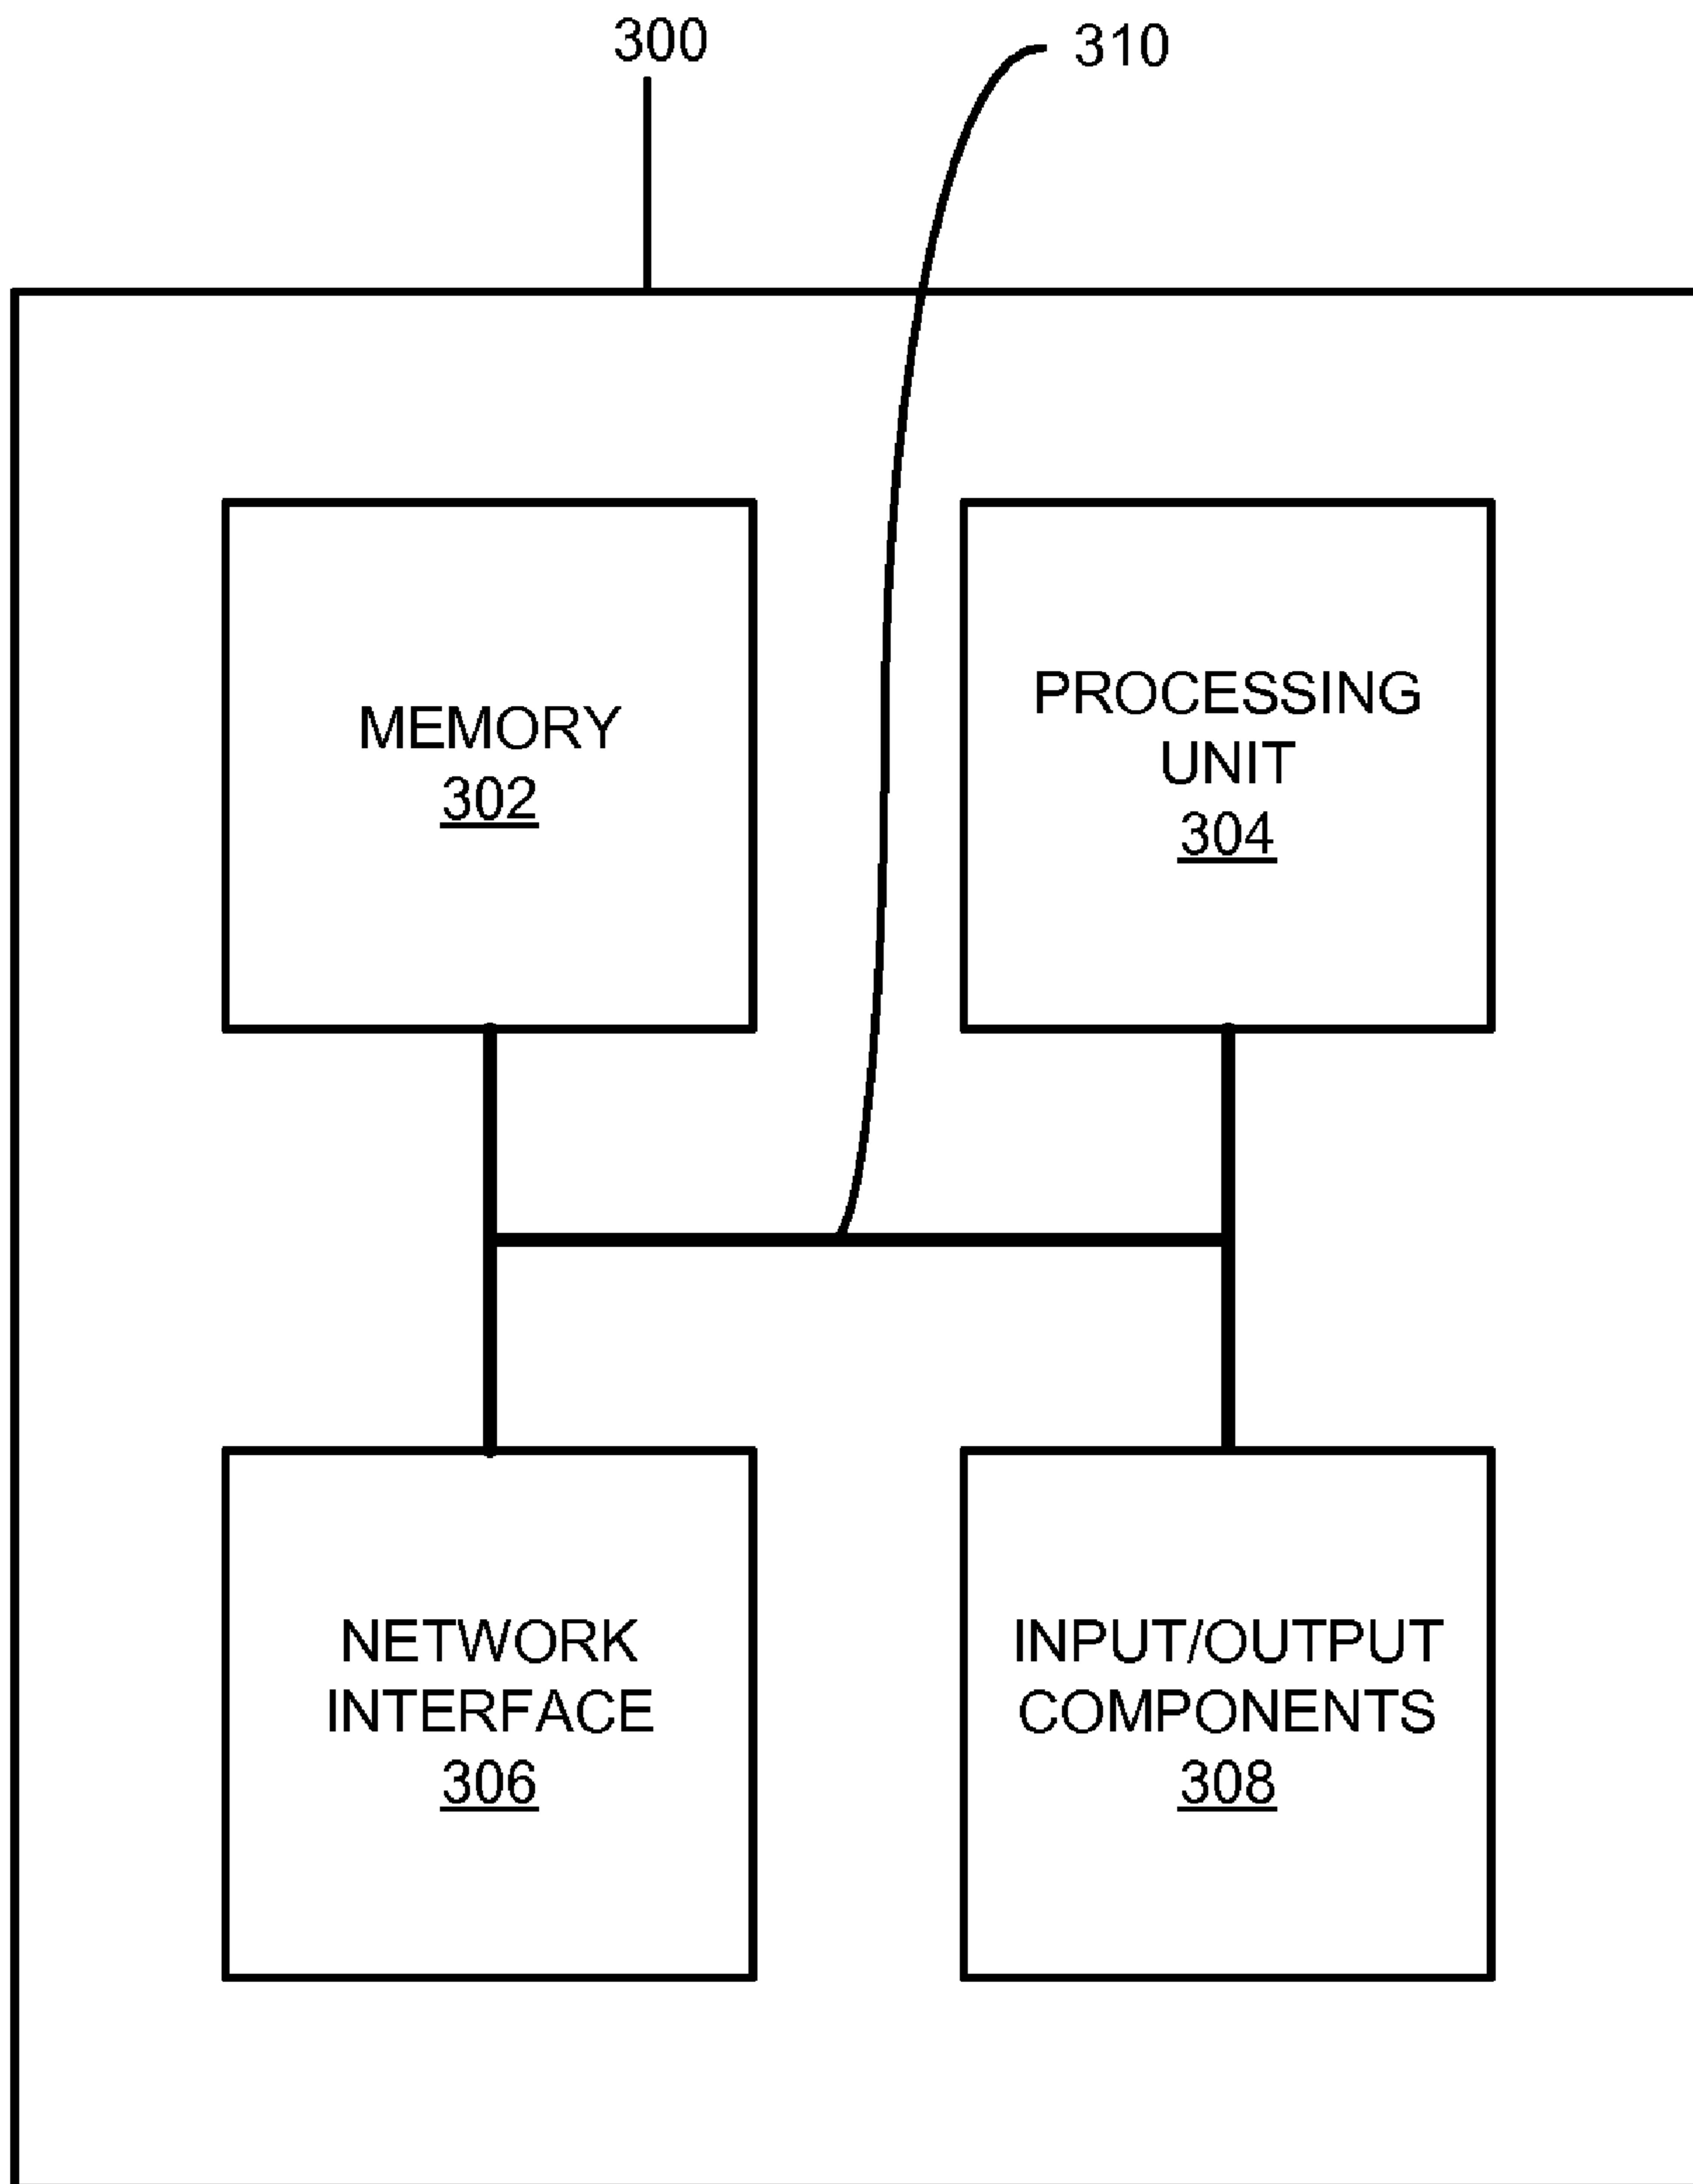 300
310
MEMORY
302
PROCESSING
UNIT
304
NETWORK
INTERFACE
306
INPUT/OUTPUT
COMPONENTS
308